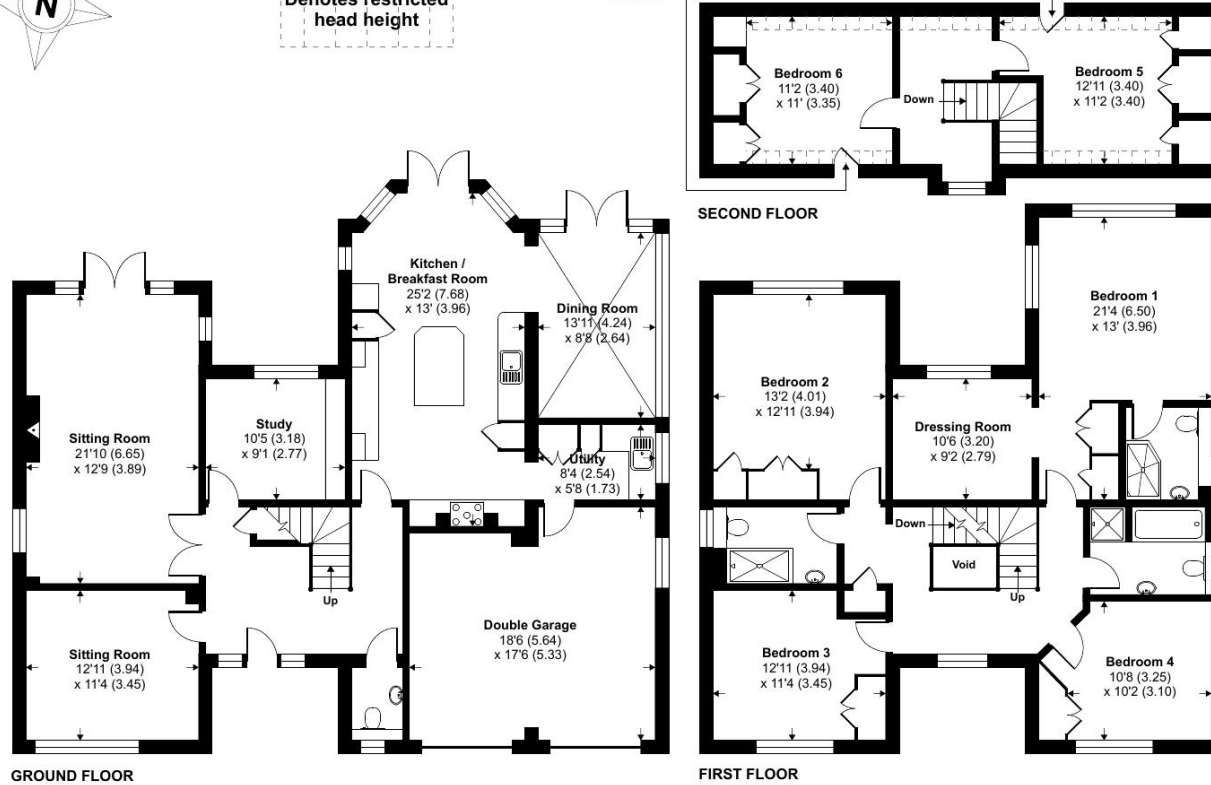 N
Denotes restricted
head height
Bedroom 6
11'2 (3.40)
x 11' (3.35)
Down
Bedroom 5
12'11 (3.40)
x 11'2 (3.40)
SECOND FLOOR
Kitchen /
Breakfast Room
25'2 (7.68)
x 13' (3.96)
Dining Room
13'11 (4.24)
x 8'8 (2.64)
Sitting Room
21'10 (6.65)
x 12'9 (3.89)
Study
10'5 (3.18)
x 9'1 (2.77)
Utility
8'4 (2.54)
x 5'8 (1.73)
Up
Sitting Room
12'11 (3.94)
x 11'4 (3.45)
Double Garage
18'6 (5.64)
x 17'6 (5.33)
GROUND FLOOR
Bedroom 1
21'4 (6.50)
x 13' (3.96)
Bedroom 2
13'2 (4.01)
x 12'11 (3.94)
Dressing Room
10'6 (3.20)
x 9'2 (2.79)
Down
Void
Up
Bedroom 3
12'11 (3.94)
x 11'4 (3.45)
Bedroom 4
10'8 (3.25)
x 10'2 (3.10)
FIRST FLOOR